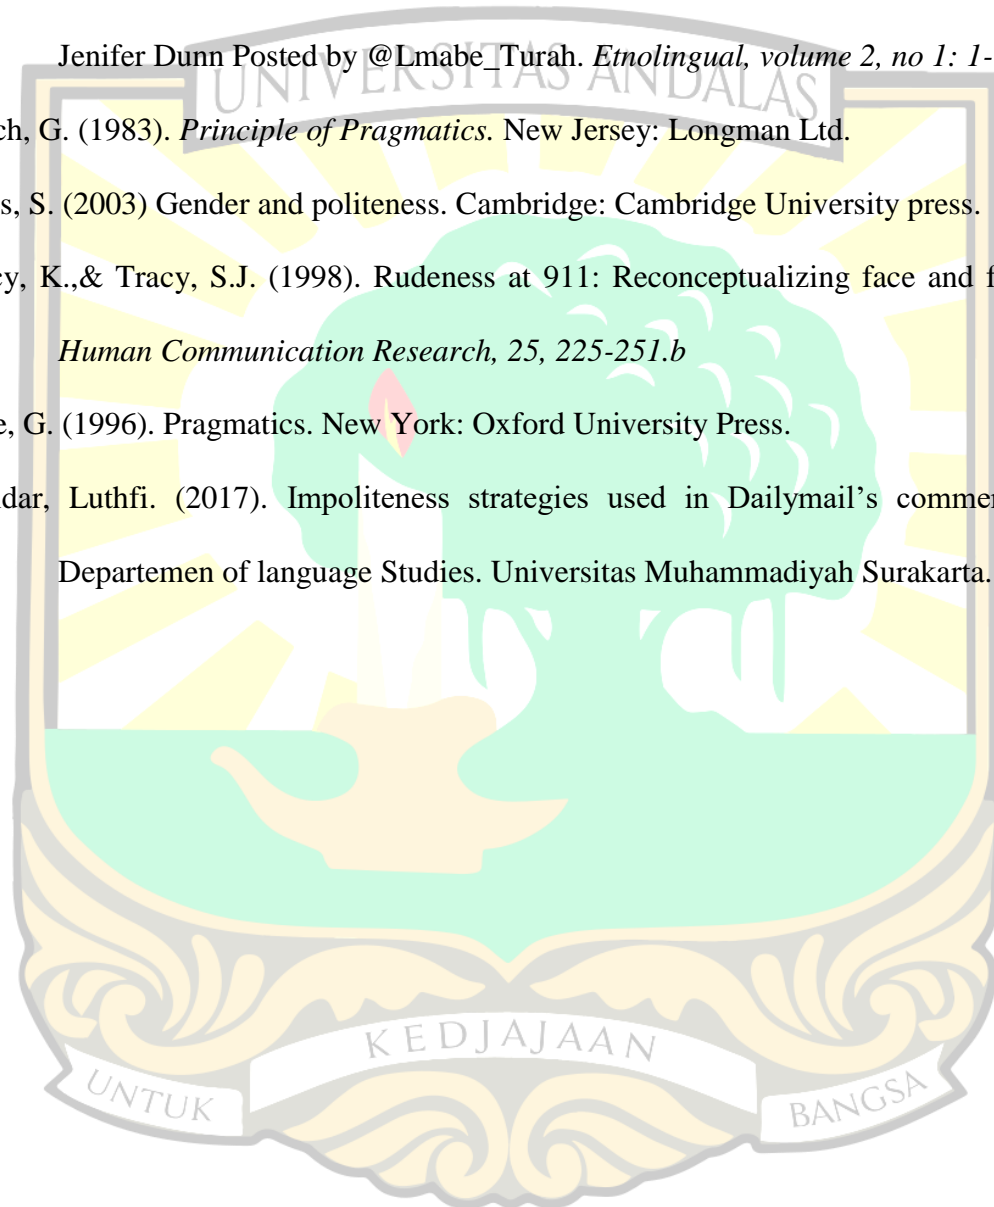 Jenifer Dunn Posted by @Lmabe_Turah. Etnolingual, volume 2, no 1: 1-
UNIVERSITAS ANDALAS
ch, G. (1983). Principle of Pragmatics. New Jersey: Longman Ltd.
s, S. (2003) Gender and politeness. Cambridge: Cambridge University press.
cy, K.,& Tracy, S.J. (1998). Rudeness at 911: Reconceptualizing face and f
Human Communication Research, 25, 225-251.b
e, G. (1996). Pragmatics. New York: Oxford University Press.
dar, Luthfi. (2017). Impoliteness strategies used in Dailymail’s commen
Departemen of language Studies. Universitas Muhammadiyah Surakarta.
UNTUK KEDJAJAAN BANGSA